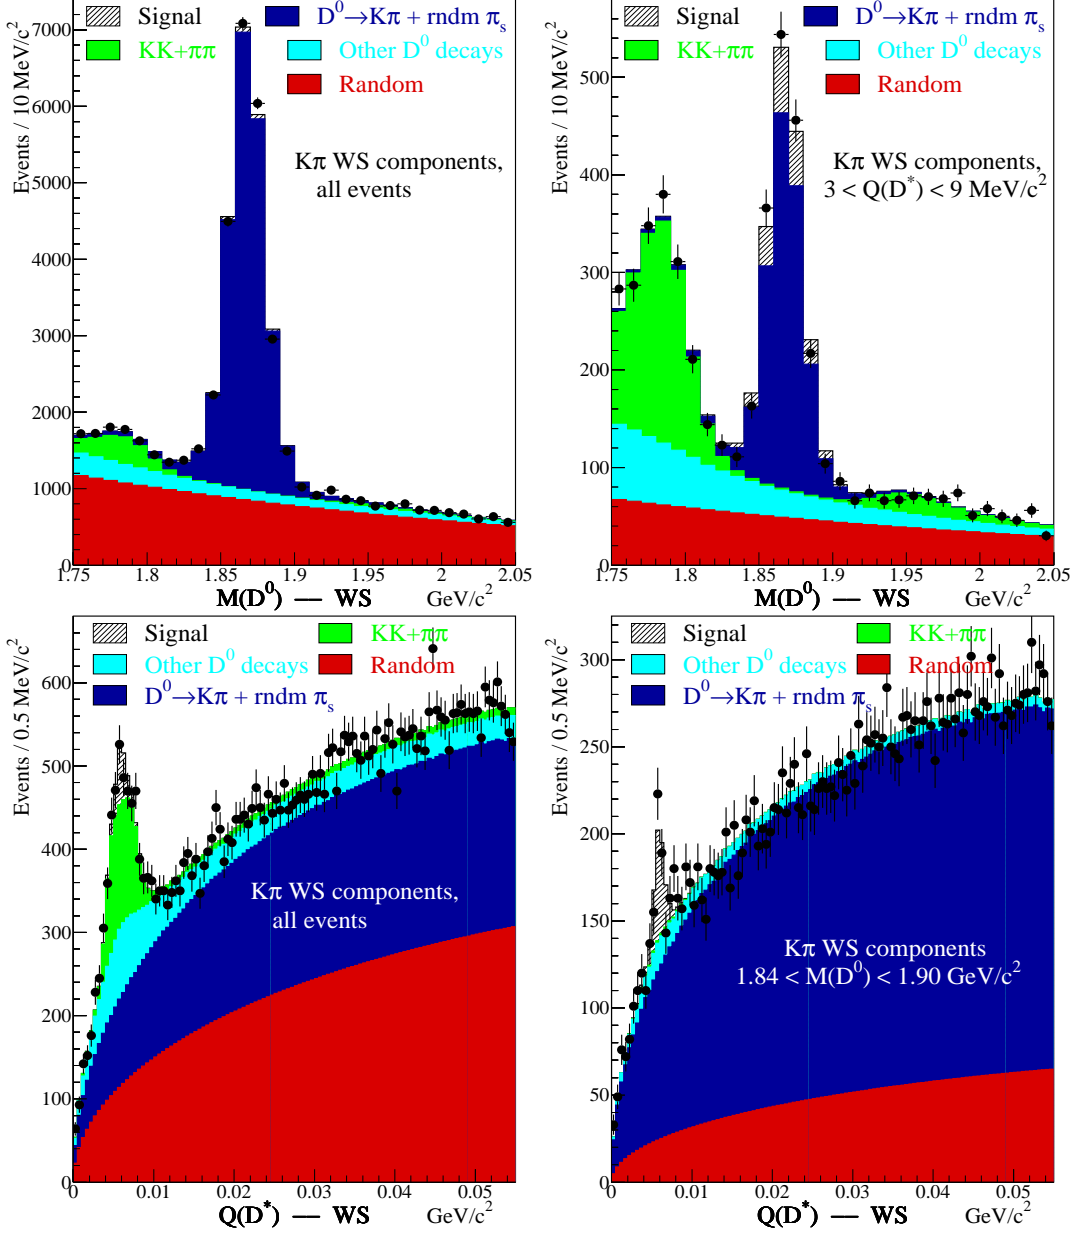 Signal
D⁰→Kπ + rndm πₛ
KK+ππ
Other D⁰ decays
Random
Kπ WS components,
all events
Events / 10 MeV/c²
7000
6000
5000
4000
3000
2000
1000
0
1.75
1.8
1.85
1.9
1.95
2
2.05
M(D⁰) — WS
GeV/c²
Signal
D⁰→Kπ + rndm πₛ
KK+ππ
Other D⁰ decays
Random
Kπ WS components,
3 < Q(D*) < 9 MeV/c²
Events / 10 MeV/c²
500
400
300
200
100
0
1.75
1.8
1.85
1.9
1.95
2
2.05
M(D⁰) — WS
GeV/c²
Signal
KK+ππ
Other D⁰ decays
Random
D⁰→Kπ + rndm πₛ
Kπ WS components,
all events
Events / 0.5 MeV/c²
600
500
400
300
200
100
0
0
0.01
0.02
0.03
0.04
0.05
Q(D*) — WS
GeV/c²
Signal
KK+ππ
Other D⁰ decays
Random
D⁰→Kπ + rndm πₛ
Kπ WS components
1.84 < M(D⁰) < 1.90 GeV/c²
Events / 0.5 MeV/c²
300
250
200
150
100
50
0
0
0.01
0.02
0.03
0.04
0.05
Q(D*) — WS
GeV/c²